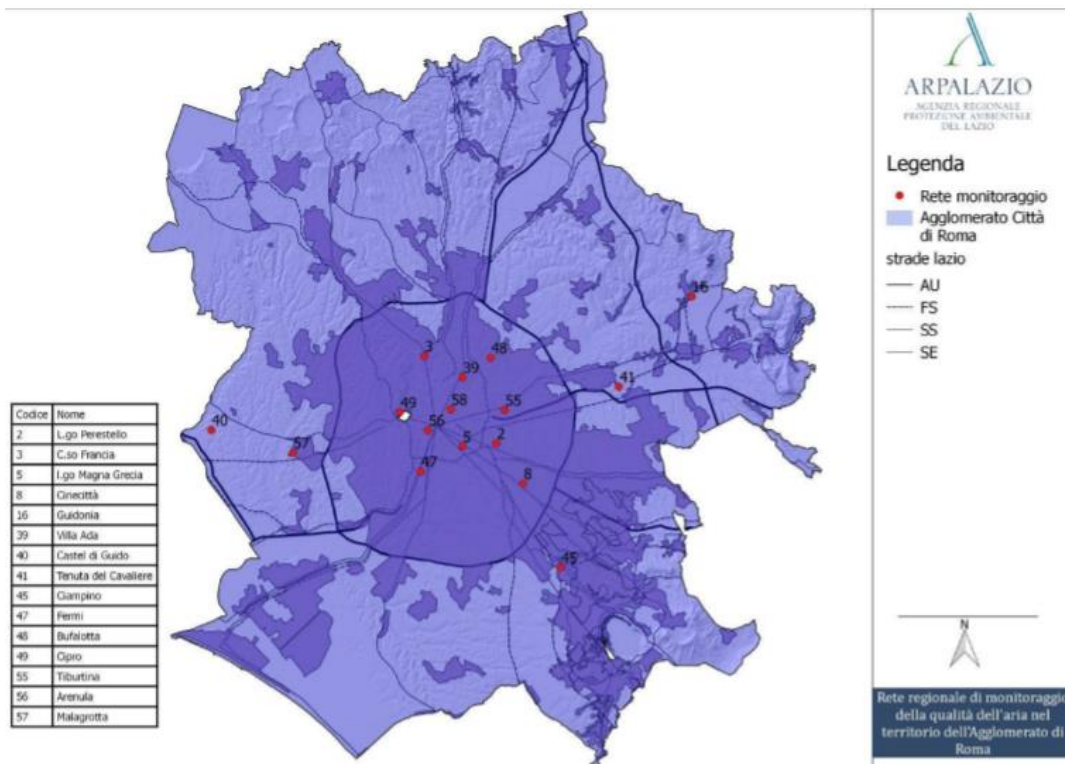 ARPALAZIO
AGENZIA REGIONALE
PROTEZIONE AMBIENTALE
DEL LAZIO
Legenda
Rete monitoraggio
Agglomerato Città
di Roma
strade lazio
AU
FS
SS
SE
16
3
48
39
41
49
58
55
40
56
57
5
2
47
8
45
Codice Nome
2 L.go Perestello
3 C.so Francia
5 l.go Magna Grecia
8 Cinecittà
16 Guidonia
39 Villa Ada
40 Castel di Guido
41 Tenuta del Cavaliere
45 Ciampino
47 Fermi
48 Bufalotta
49 Cipro
55 Tiburtina
56 Arenula
57 Malagrotta
N
Rete regionale di monitoraggio
della qualità dell'aria nel
territorio dell'Agglomerato di
Roma